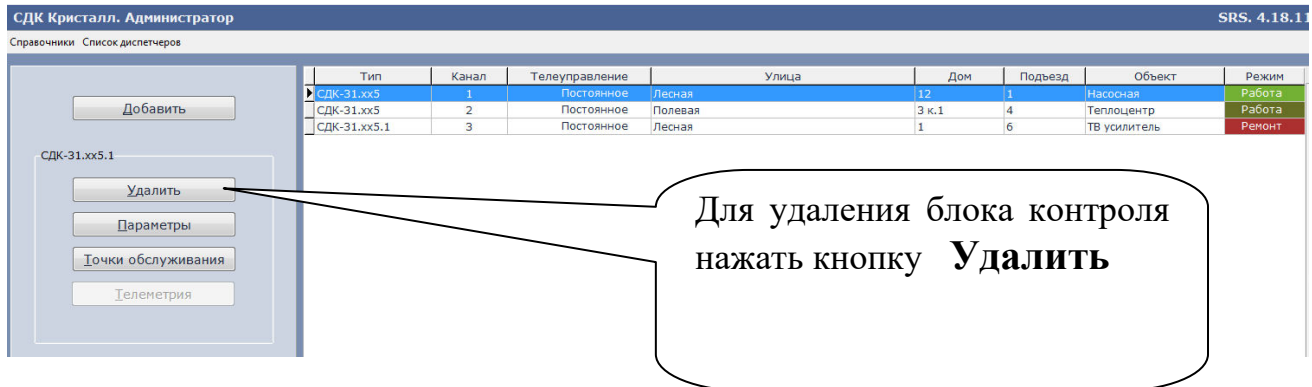 СДК Кристалл. Администратор SRS. 4.18.11
Справочники Список диспетчеров
Тип Канал Телеуправление Улица Дом Подъезд Объект Режим
СДК-31.xx5 1 Постоянное Лесная 12 1 Насосная Работа
СДК-31.xx5 2 Постоянное Полевая 3 к.1 4 Теплоцентр Работа
СДК-31.xx5.1 3 Постоянное Лесная 1 6 ТВ усилитель Ремонт
Добавить
СДК-31.xx5.1
Удалить
Параметры
Точки обслуживания
Телеметрия
Для удаления блока контроля
нажать кнопку Удалить